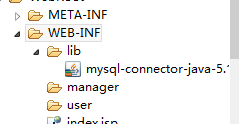 META-INF
WEB-INF
lib
mysql-connector-java-5.
manager
user
index.jsp